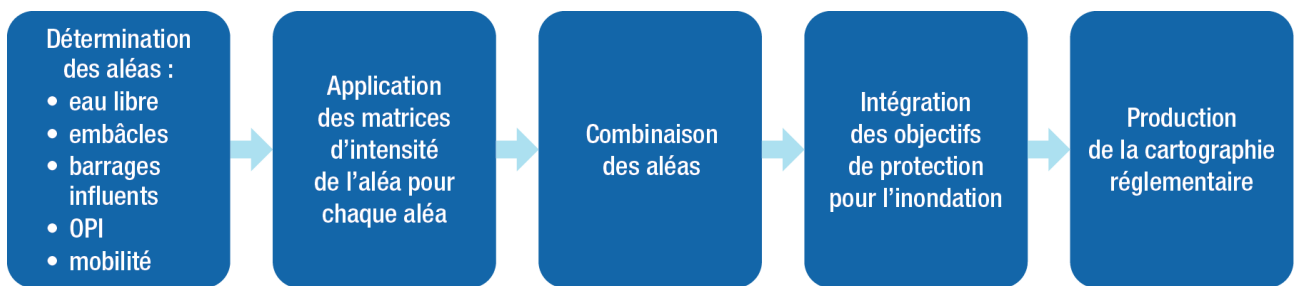 Détermination
des aléas :
• eau libre
• embâcles
• barrages
influents
• OPI
• mobilité
Application
des matrices
d’intensité
de l’aléa pour
chaque aléa
Combinaison
des aléas
Intégration
des objectifs
de protection
pour l’inondation
Production
de la cartographie
réglementaire